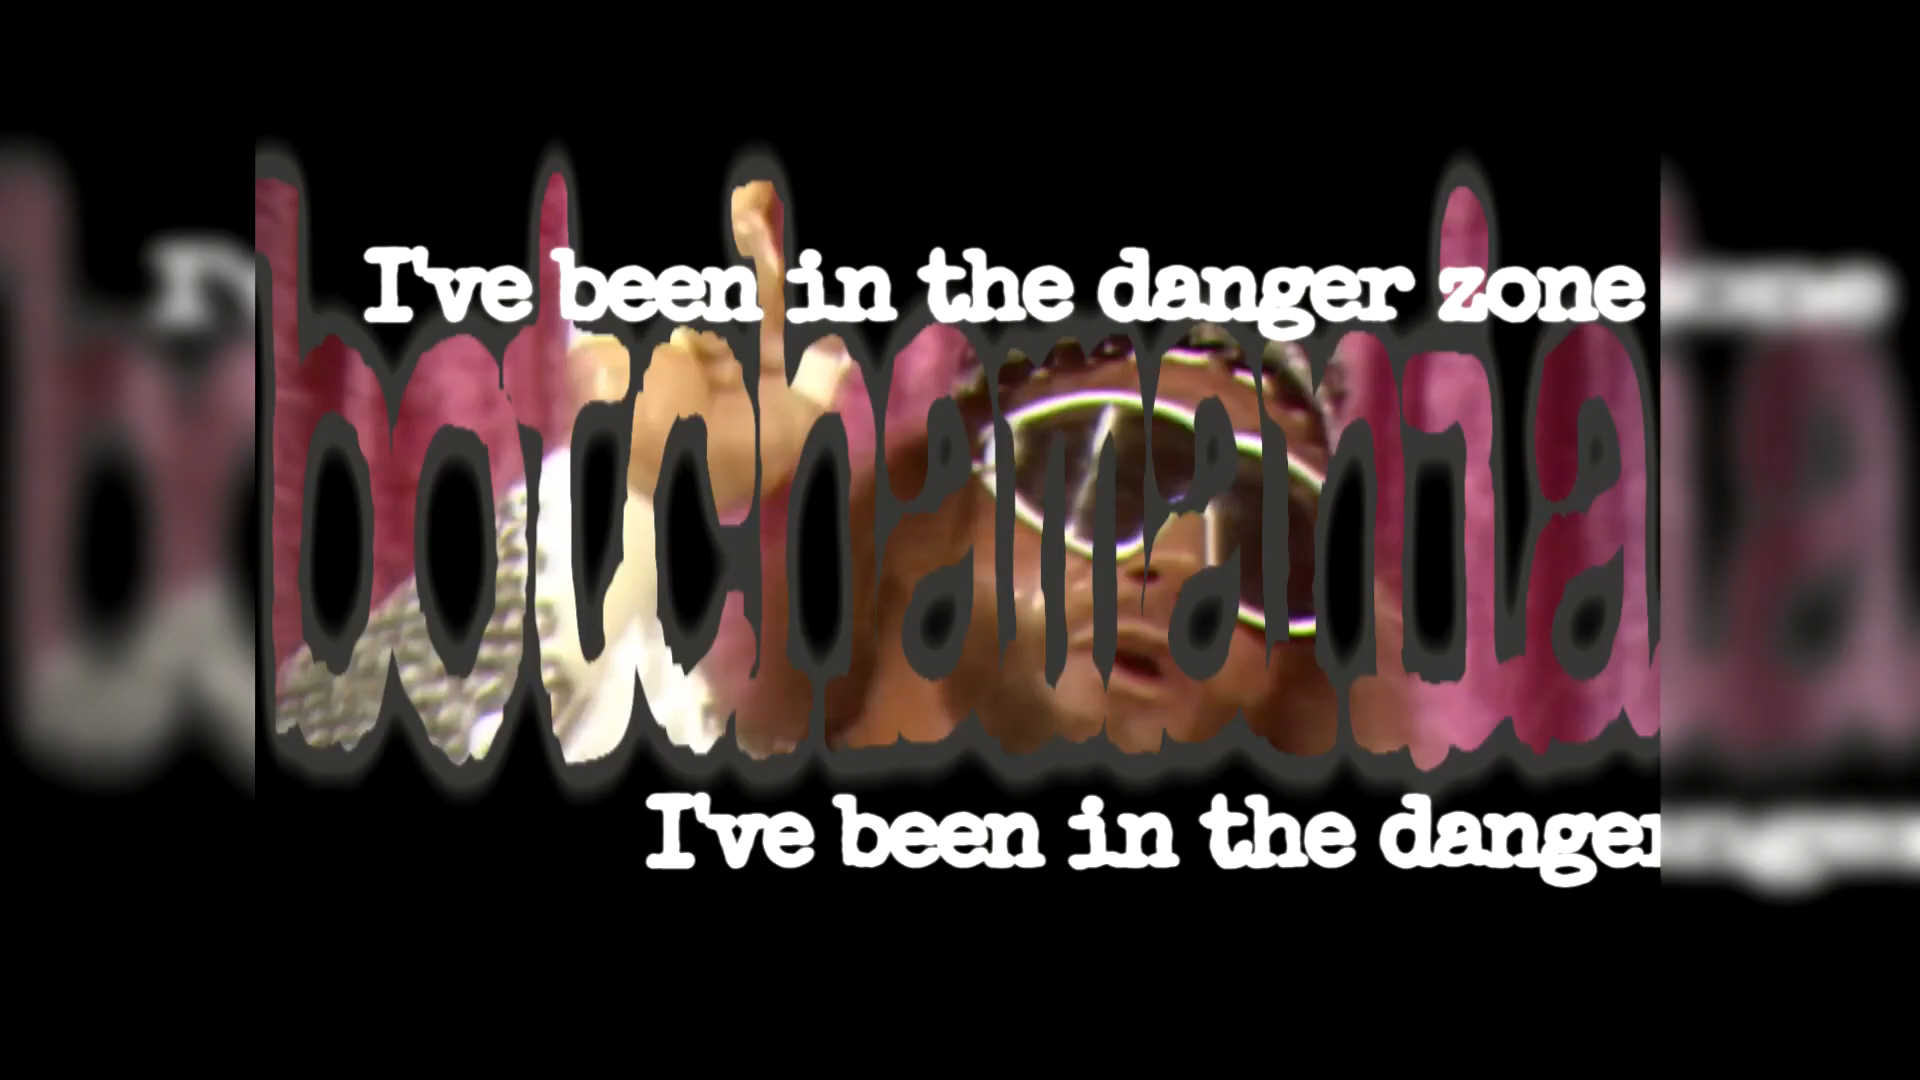 I've been in the danger zone
botchamania
I've been in the danger